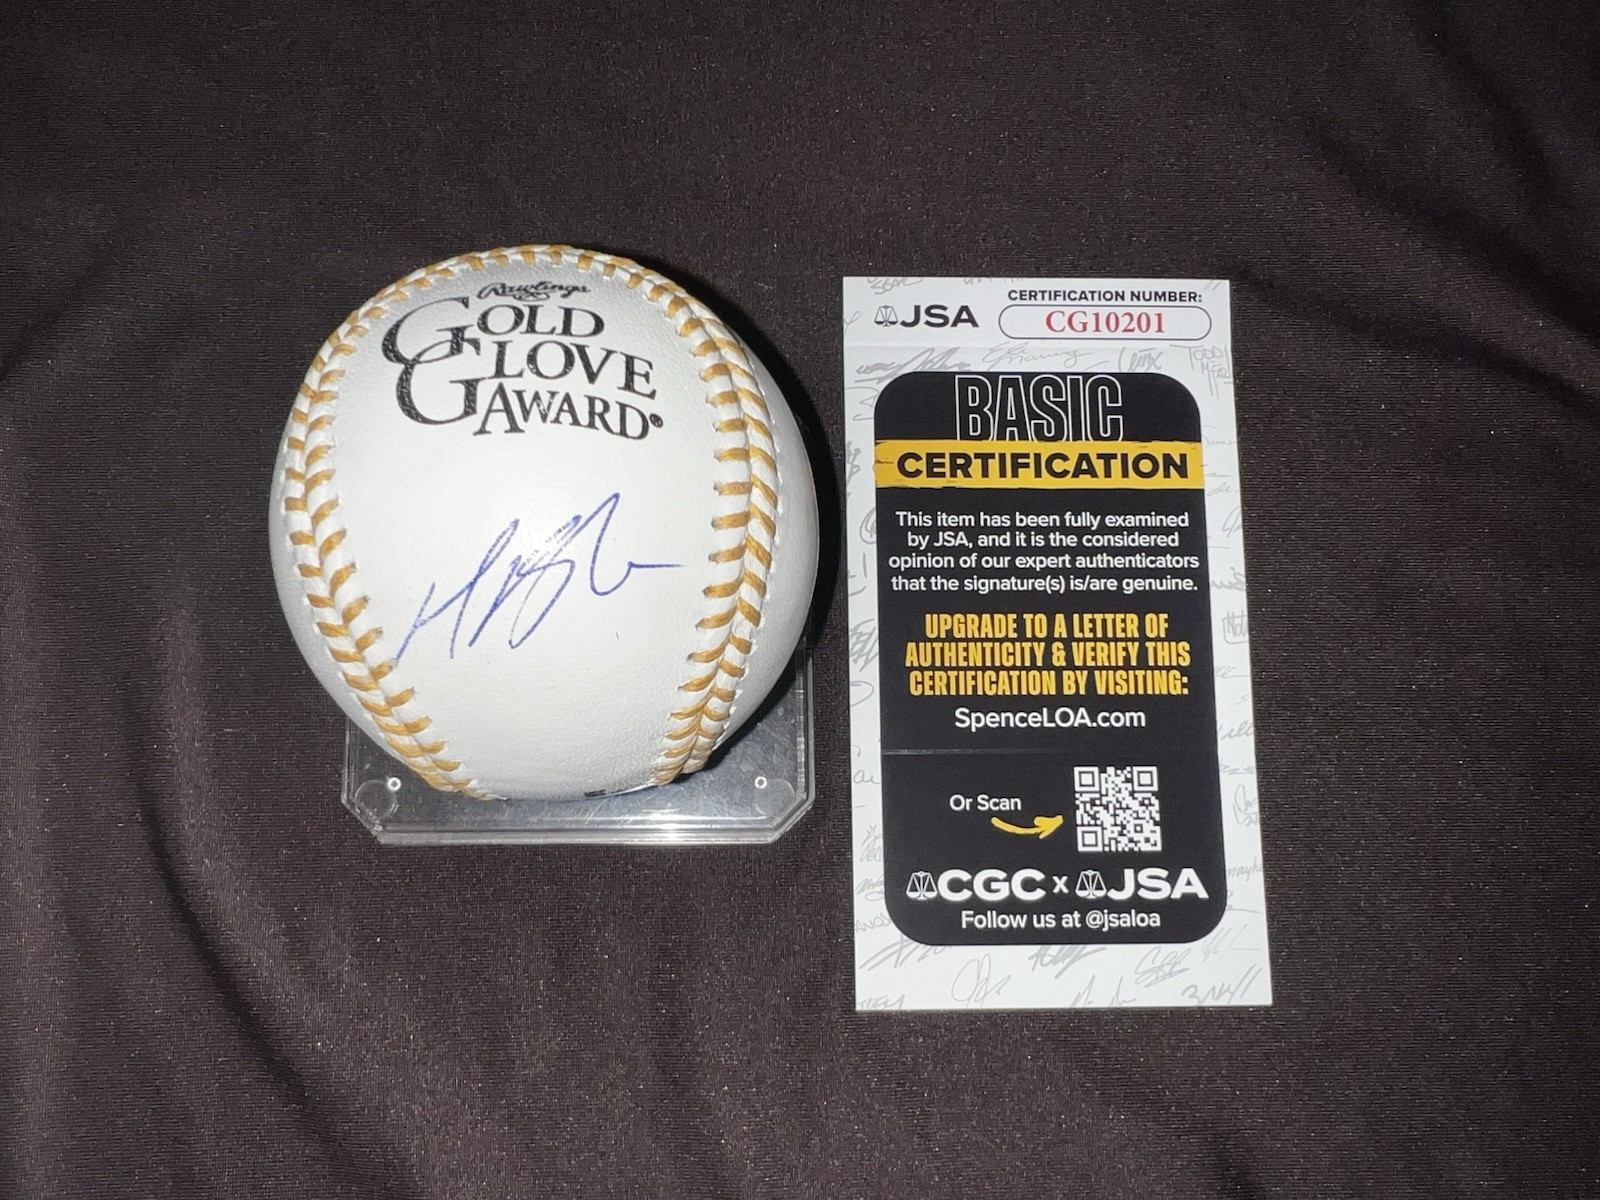 Rawlings
GOLD
GLOVE
AWARD®
JSA
CERTIFICATION NUMBER:
CG10201
BASIC
CERTIFICATION
This item has been fully examined
by JSA, and it is the considered
opinion of our expert authenticators
that the signature(s) is/are genuine.
UPGRADE TO A LETTER OF
AUTHENTICITY & VERIFY THIS
CERTIFICATION BY VISITING:
SpenceLOA.com
Or Scan
CGC x JSA
Follow us at @jsaloa